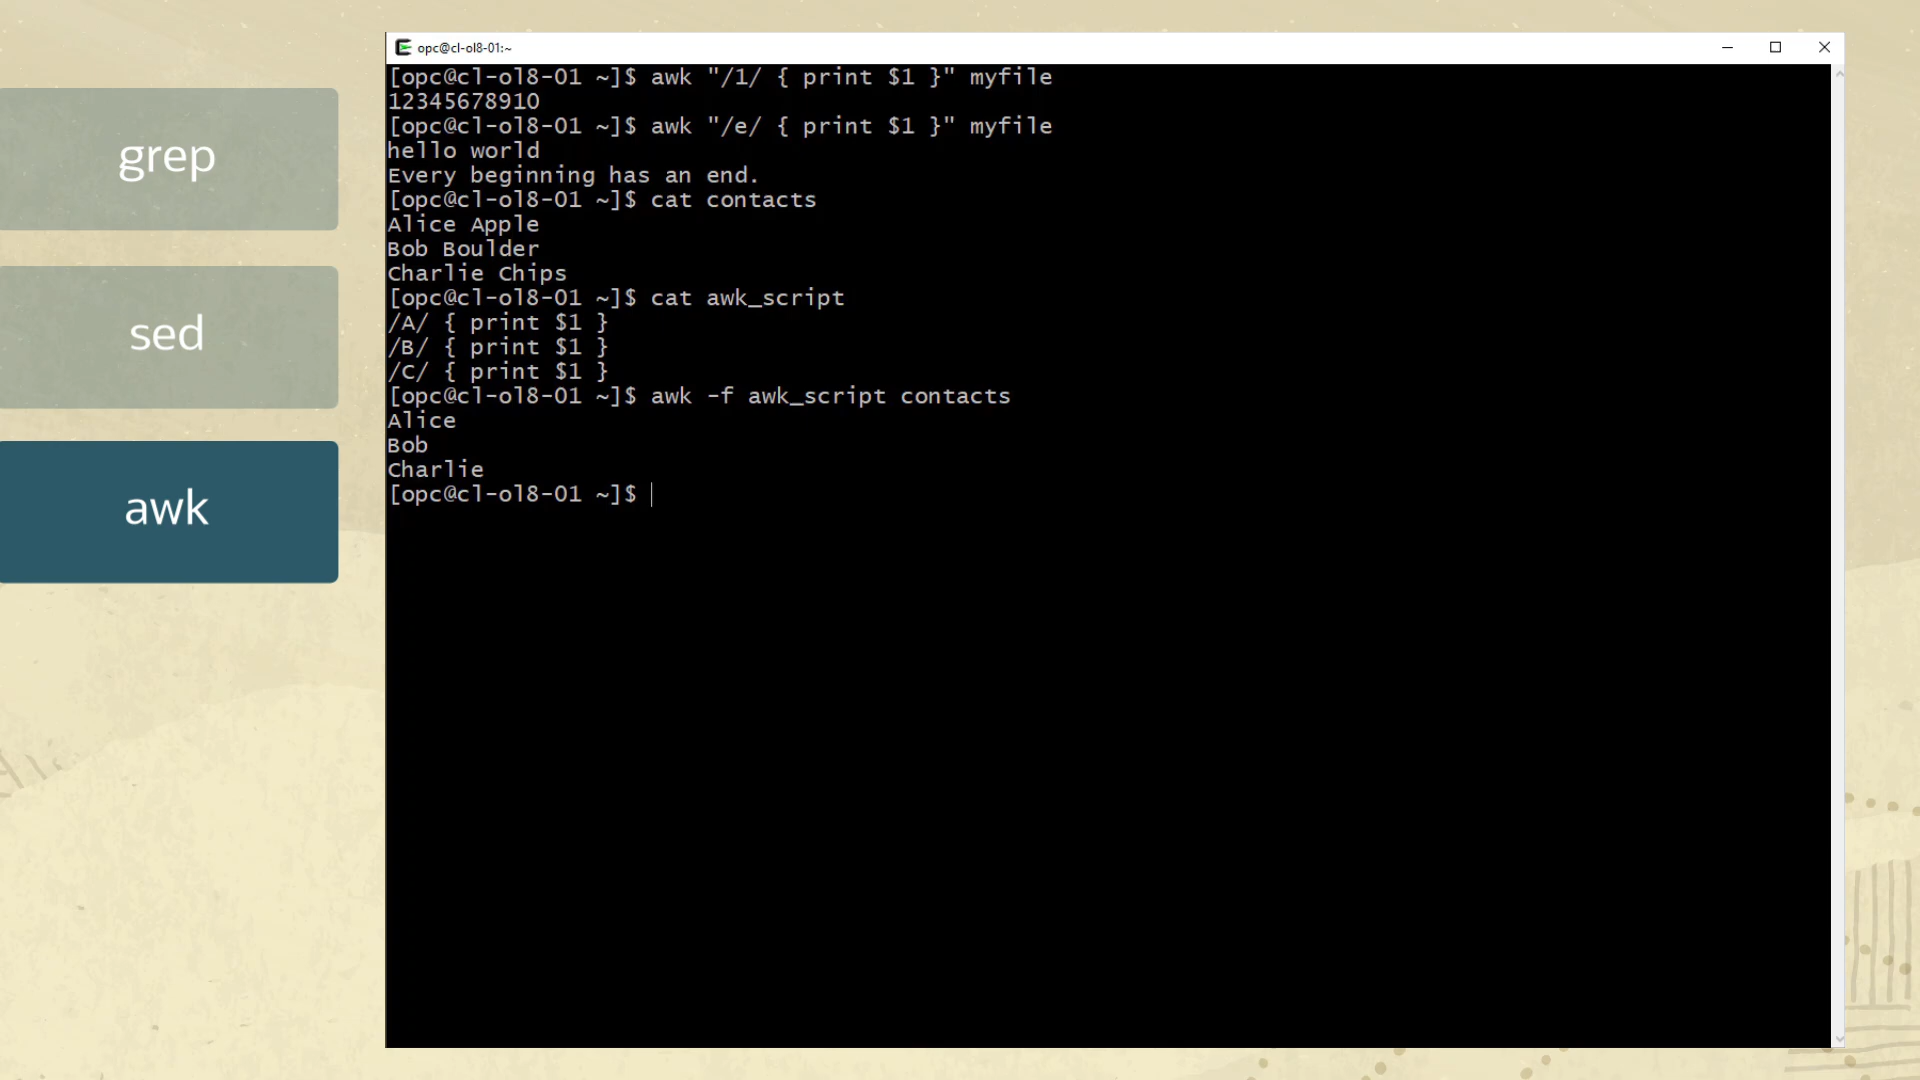 grep
sed
awk
opc@cl-ol8-01:~
[opc@cl-ol8-01 ~]$ awk "/1/ { print $1 }" myfile
12345678910
[opc@cl-ol8-01 ~]$ awk "/e/ { print $1 }" myfile
hello world
Every beginning has an end.
[opc@cl-ol8-01 ~]$ cat contacts
Alice Apple
Bob Boulder
Charlie Chips
[opc@cl-ol8-01 ~]$ cat awk_script
/A/ { print $1 }
/B/ { print $1 }
/C/ { print $1 }
[opc@cl-ol8-01 ~]$ awk -f awk_script contacts
Alice
Bob
Charlie
[opc@cl-ol8-01 ~]$